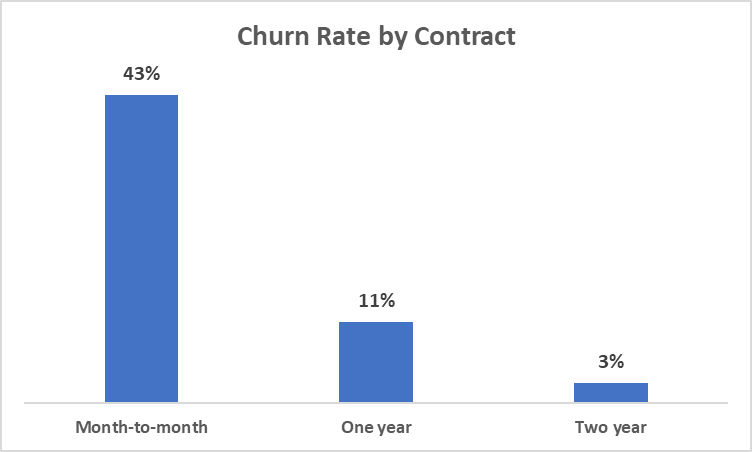 Churn Rate by Contract
43%
11%
3%
Month-to-month
One year
Two year